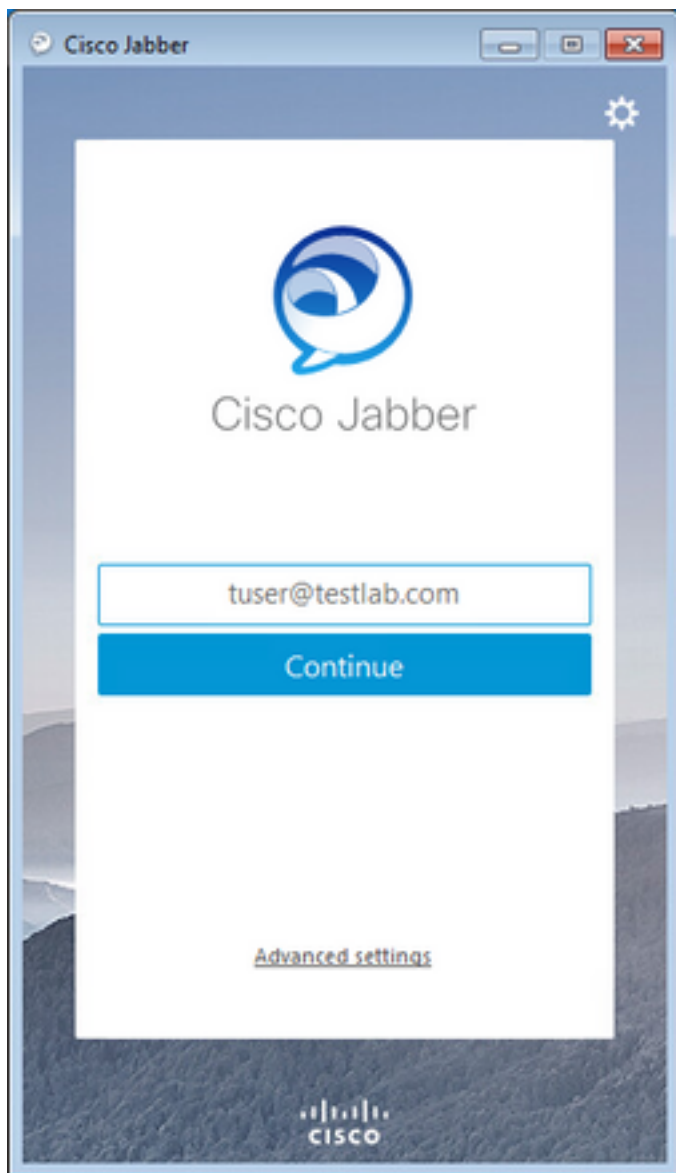 Cisco Jabber
Cisco Jabber
tuser@testlab.com
Continue
Advanced settings
CISCO